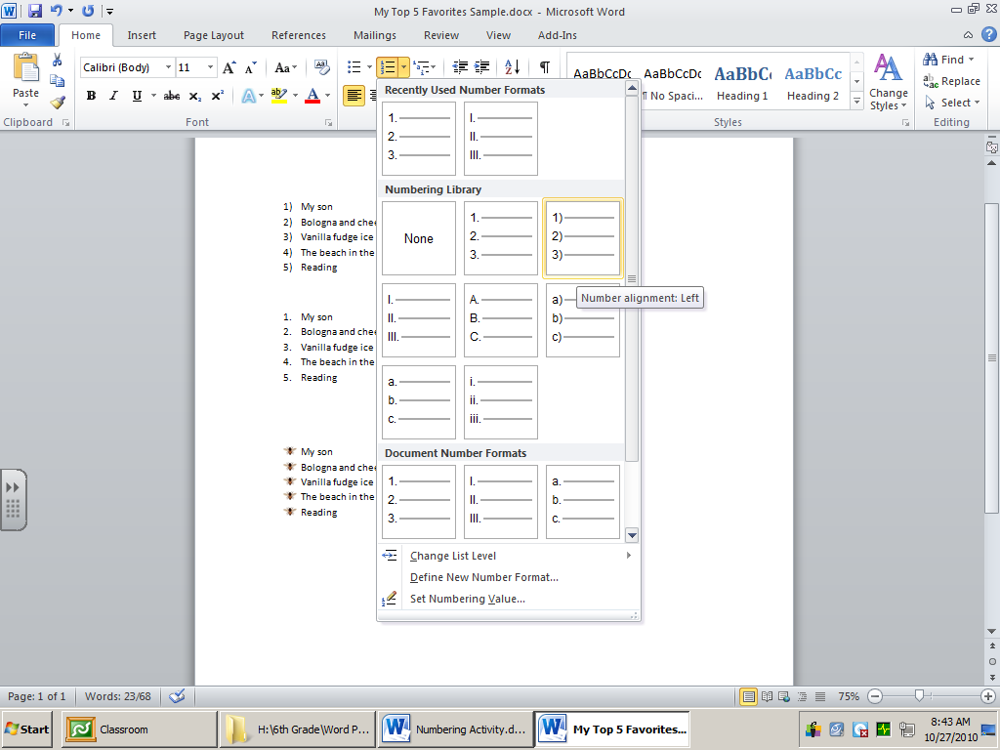 My Top 5 Favorites Sample.docx - Microsoft Word
File Home Insert Page Layout References Mailings Review View Add-Ins
Paste
Clipboard
Calibri (Body) 11 A A Aa
B I U abc X₂ X² A ab A
Font
AaBbCcDc AaBbCcDc AaBbC AaBbCc
¶ No Spaci... Heading 1 Heading 2
Change Styles
Styles
Find
Replace
Select
Editing
Recently Used Number Formats
1. I.
2. II.
3. III.
Numbering Library
None 1. 1)
2. 2)
3. 3)
Number alignment: Left
I. A. a)
II. B. b)
III. C. c)
a. i.
b. ii.
c. iii.
Document Number Formats
1. I. a.
2. II. b.
3. III. c.
Change List Level
Define New Number Format...
Set Numbering Value...
1) My son
2) Bologna and chee
3) Vanilla fudge ice
4) The beach in the
5) Reading
1. My son
2. Bologna and chee
3. Vanilla fudge ice
4. The beach in the
5. Reading
My son
Bologna and chee
Vanilla fudge ice
The beach in the
Reading
Page: 1 of 1 Words: 23/68 75%
Start Classroom H:\6th Grade\Word P... Numbering Activity.d... My Top 5 Favorites...
8:43 AM
10/27/2010